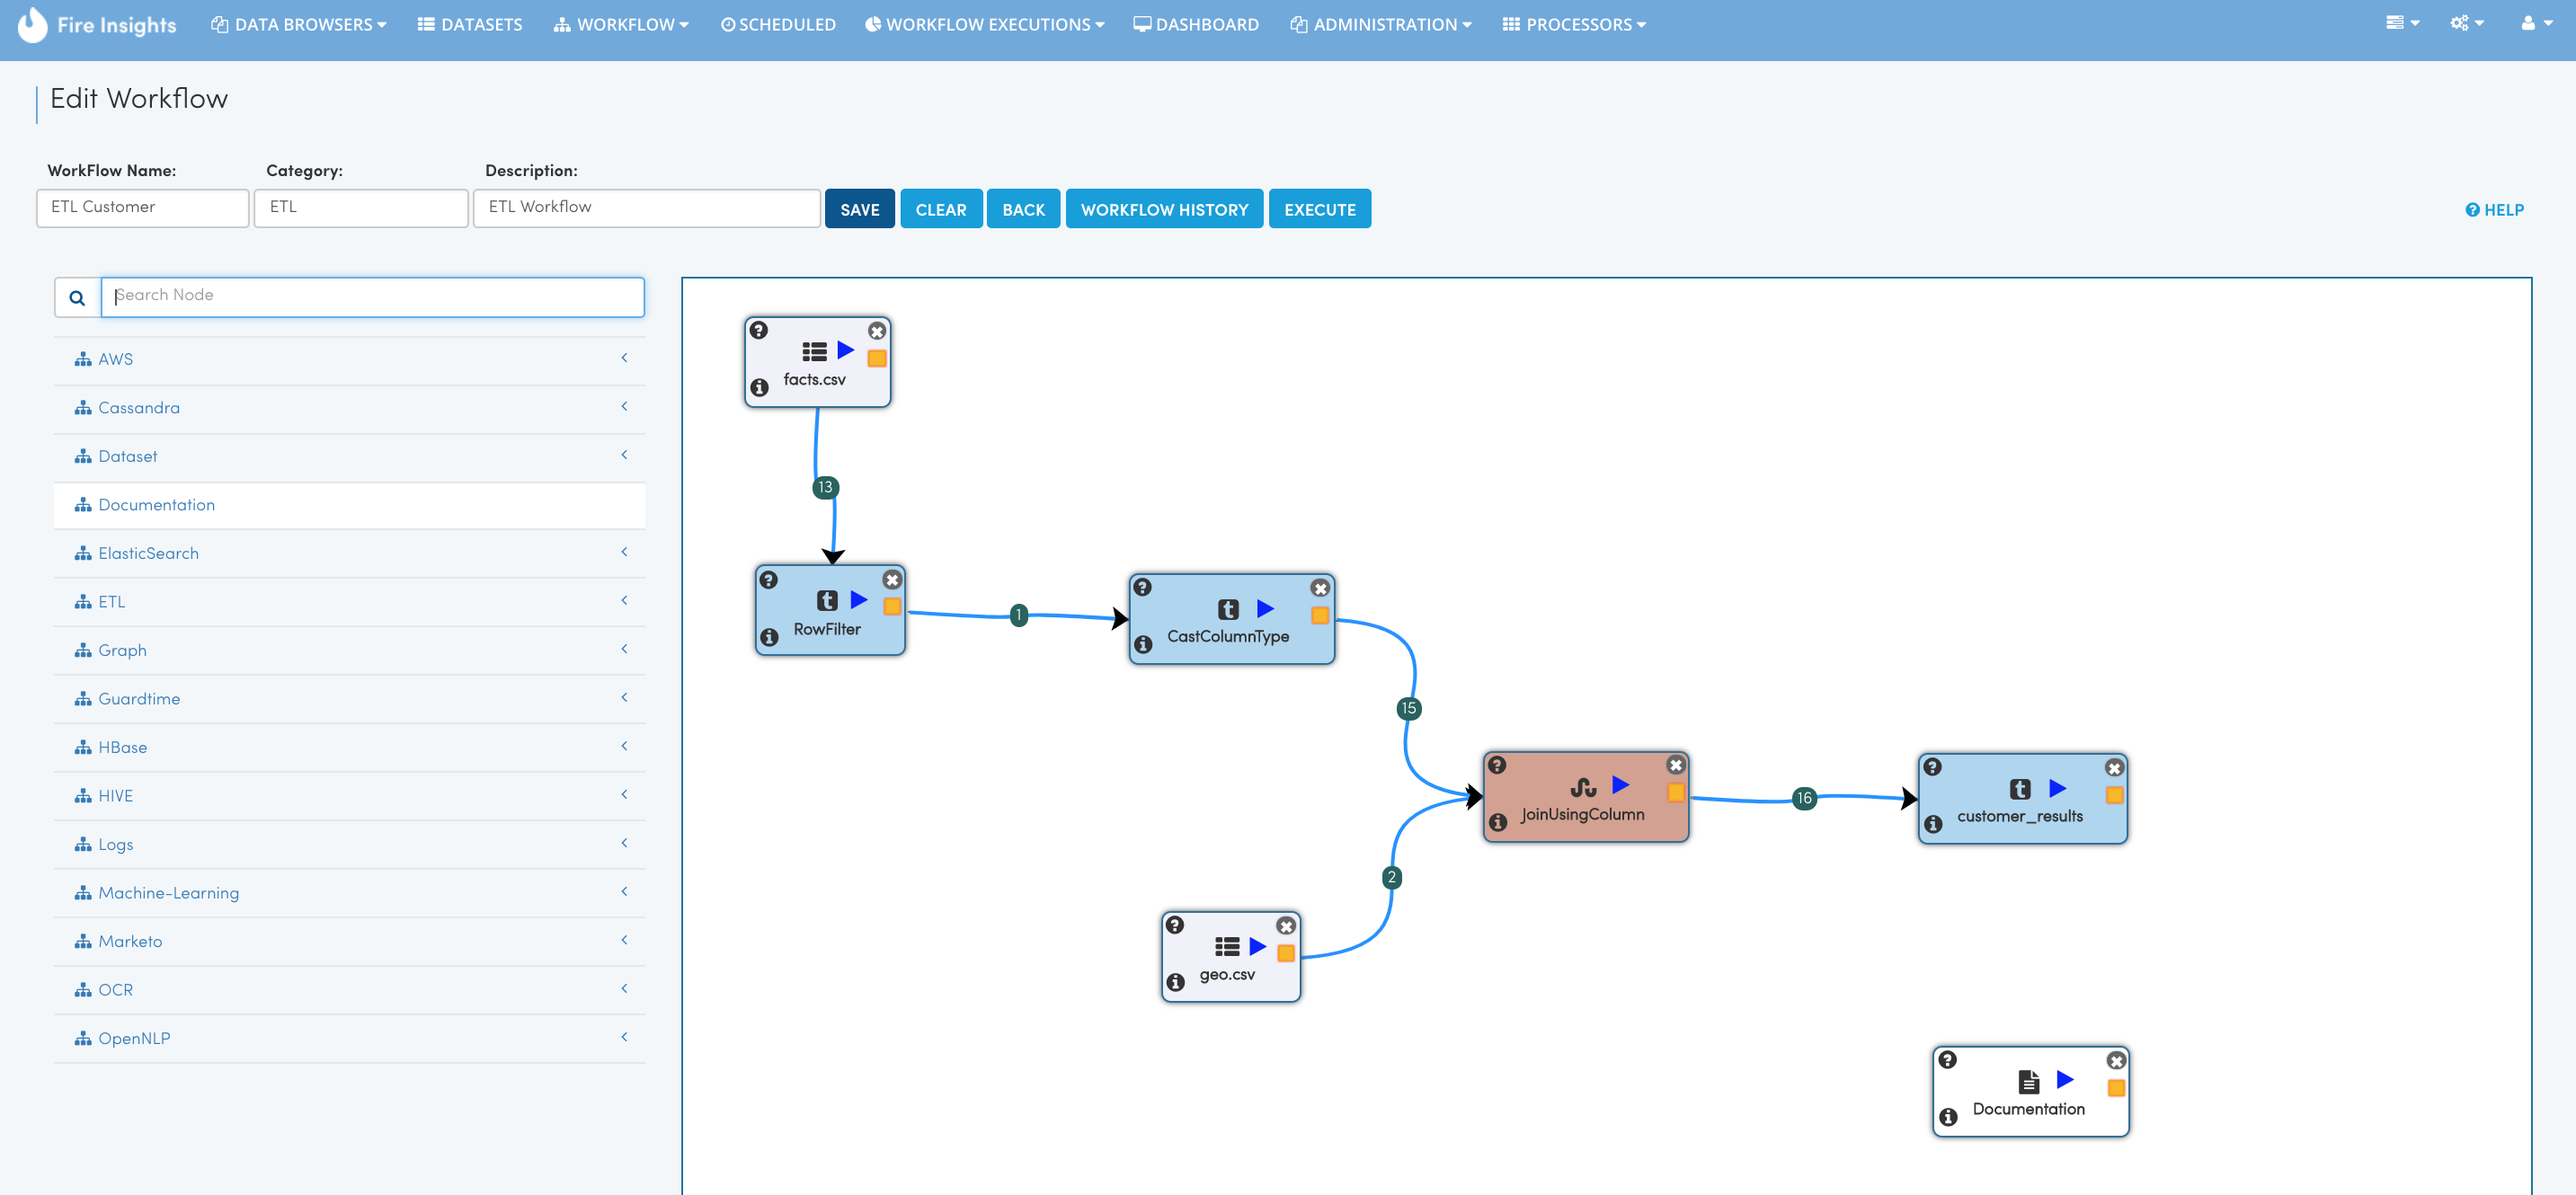 Fire Insights DATA BROWSERS DATASETS WORKFLOW SCHEDULED WORKFLOW EXECUTIONS DASHBOARD ADMINISTRATION PROCESSORS
Edit Workflow
WorkFlow Name: Category: Description:
ETL Customer ETL ETL Workflow SAVE CLEAR BACK WORKFLOW HISTORY EXECUTE HELP
Search Node
AWS
Cassandra
Dataset
Documentation
ElasticSearch
ETL
Graph
Guardtime
HBase
HIVE
Logs
Machine-Learning
Marketo
OCR
OpenNLP
facts.csv
13
RowFilter
1
CastColumnType
15
JoinUsingColumn
16
customer_results
2
geo.csv
Documentation